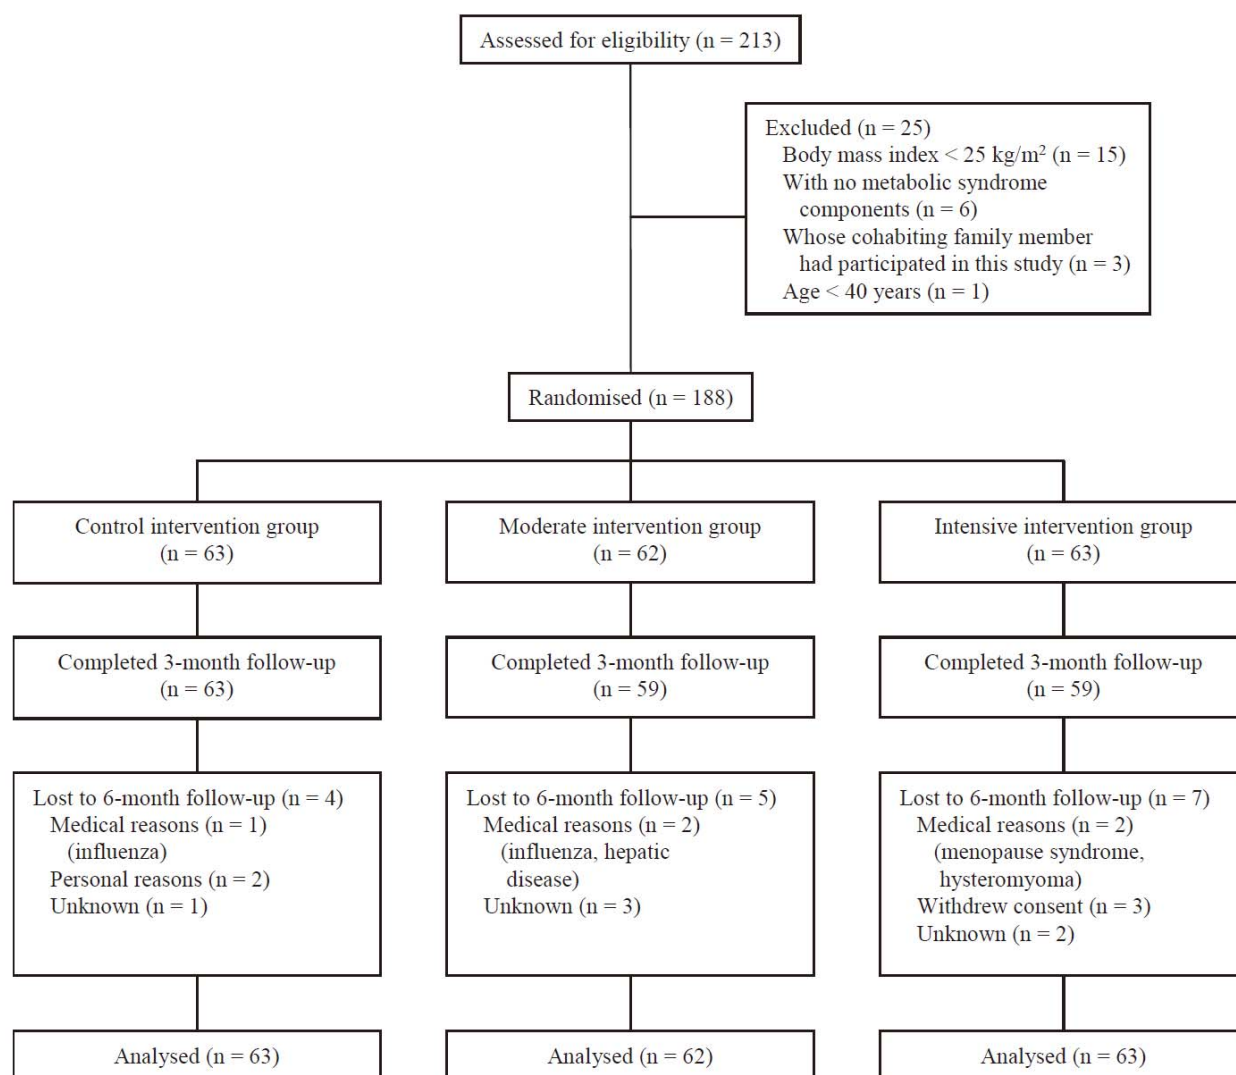 Assessed for eligibility (n = 213)
Excluded (n = 25)
Body mass index < 25 kg/m² (n = 15)
With no metabolic syndrome
components (n = 6)
Whose cohabiting family member
had participated in this study (n = 3)
Age < 40 years (n = 1)
Randomised (n = 188)
Control intervention group
(n = 63)
Moderate intervention group
(n = 62)
Intensive intervention group
(n = 63)
Completed 3-month follow-up
(n = 63)
Completed 3-month follow-up
(n = 59)
Completed 3-month follow-up
(n = 59)
Lost to 6-month follow-up (n = 4)
Medical reasons (n = 1)
(influenza)
Personal reasons (n = 2)
Unknown (n = 1)
Lost to 6-month follow-up (n = 5)
Medical reasons (n = 2)
(influenza, hepatic
disease)
Unknown (n = 3)
Lost to 6-month follow-up (n = 7)
Medical reasons (n = 2)
(menopause syndrome,
hysteromyoma)
Withdrew consent (n = 3)
Unknown (n = 2)
Analysed (n = 63)
Analysed (n = 62)
Analysed (n = 63)